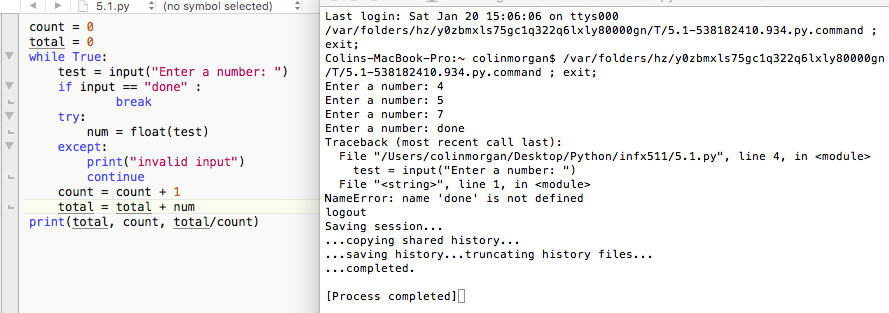 5.1.py (no symbol selected)
count = 0
total = 0
while True:
    test = input("Enter a number: ")
    if input == "done" :
            break
    try:
        num = float(test)
    except:
        print("invalid input")
        continue
    count = count + 1
    total = total + num
print(total, count, total/count)
Last login: Sat Jan 20 15:06:06 on ttys000
/var/folders/hz/y0zbmxls75gc1q322q6lxly80000gn/T/5.1-538182410.934.py.command ;
exit;
Colins-MacBook-Pro:~ colinmorgan$ /var/folders/hz/y0zbmxls75gc1q322q6lxly80000gn
/T/5.1-538182410.934.py.command ; exit;
Enter a number: 4
Enter a number: 5
Enter a number: 7
Enter a number: done
Traceback (most recent call last):
  File "/Users/colinmorgan/Desktop/Python/infx511/5.1.py", line 4, in <module>
    test = input("Enter a number: ")
  File "<string>", line 1, in <module>
NameError: name 'done' is not defined
logout
Saving session...
...copying shared history...
...saving history...truncating history files...
...completed.
[Process completed]